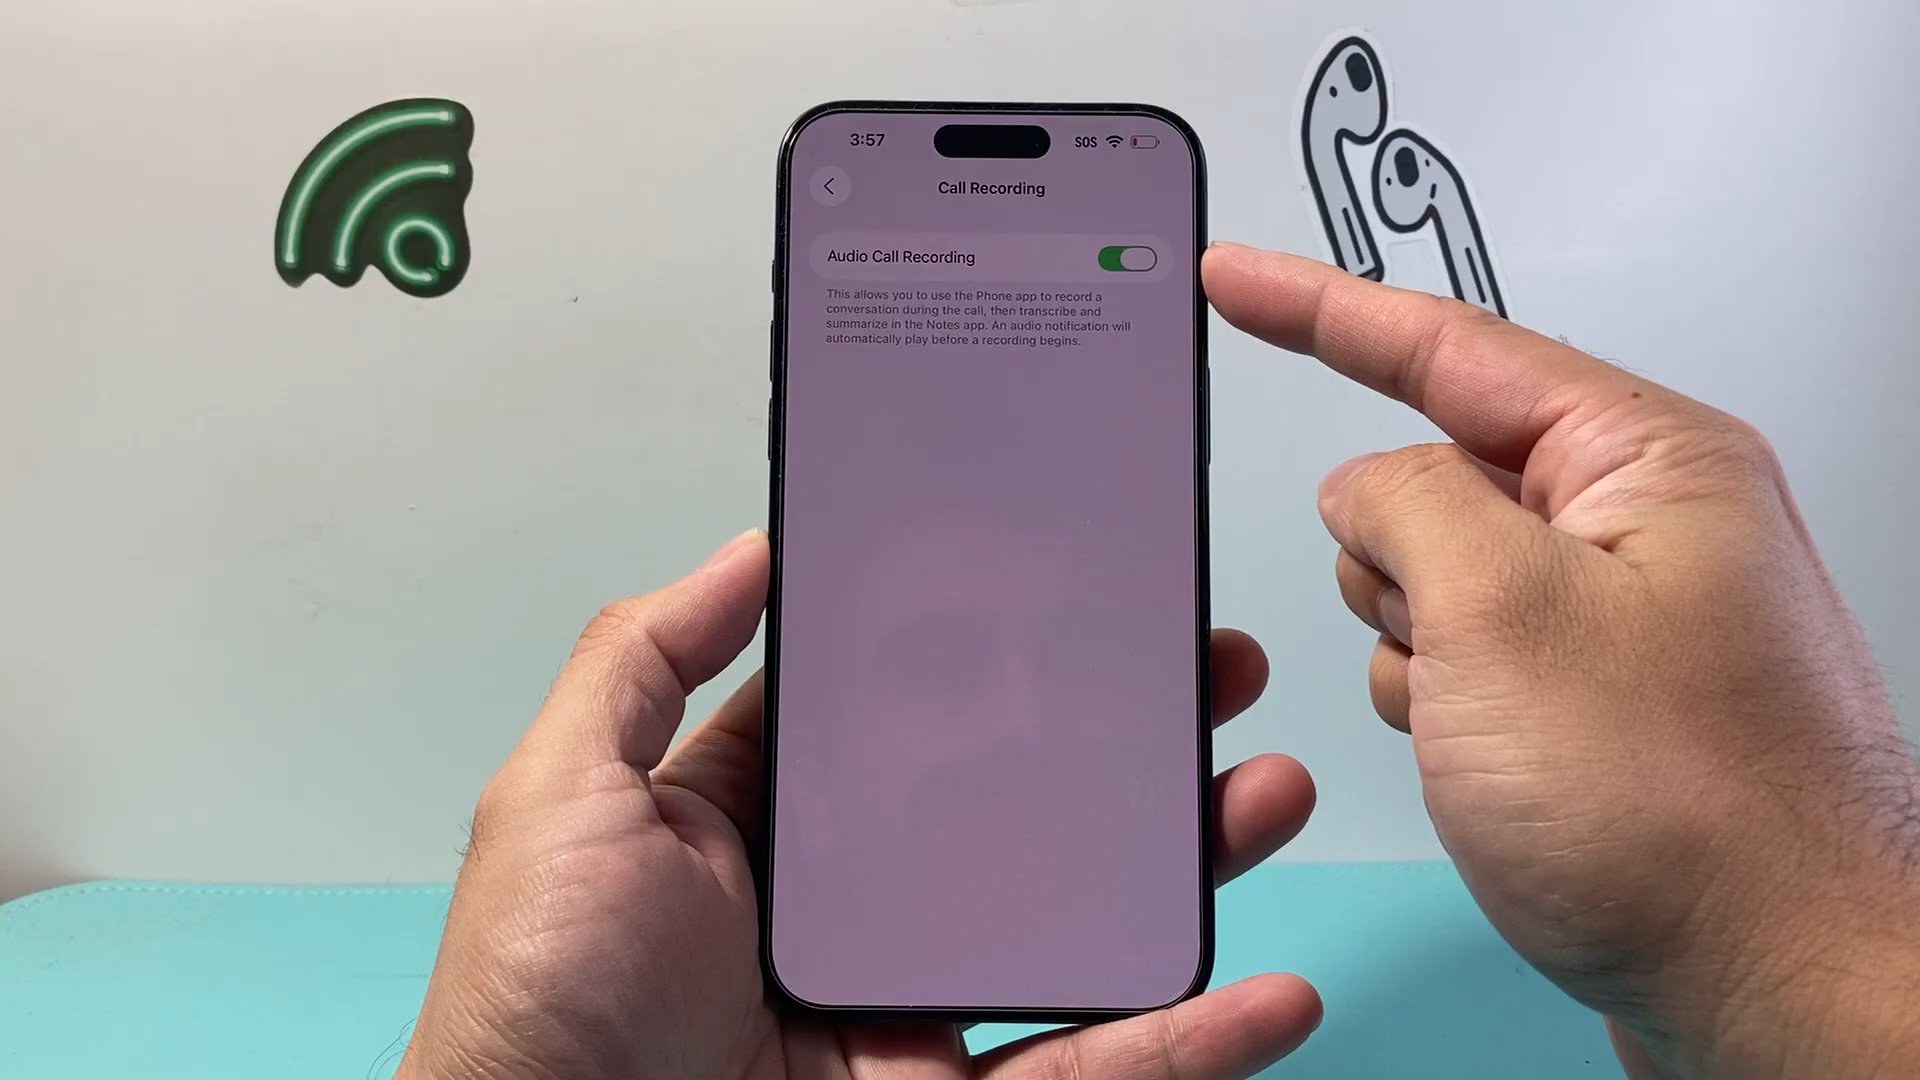 3:57
SOS
Call Recording
Audio Call Recording
This allows you to use the Phone app to record a
conversation during the call, then transcribe and
summarize in the Notes app. An audio notification will
automatically play before a recording begins.